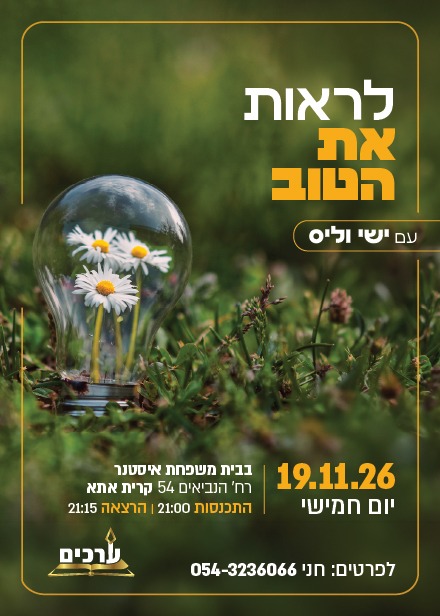 לראות
את
הטוב
עם ישי וליס
19.11.26
יום חמישי
בבית משפחת איסטנר
רח' הנביאים 54 קרית אתא
התכנסות 21:00 | הרצאה 21:15
לפרטים: חני 054-3236066
ערכים